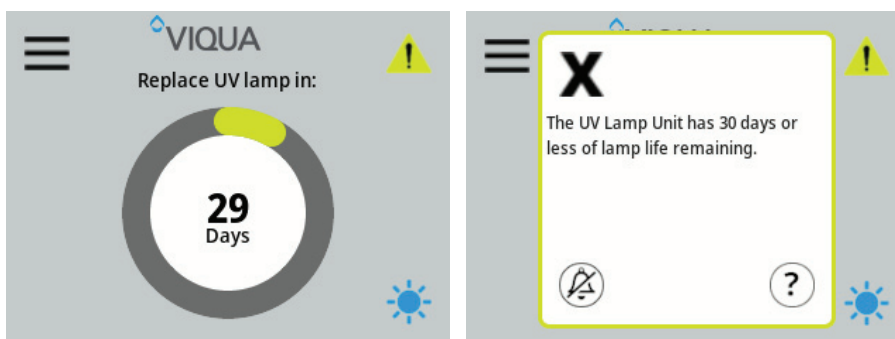 VIQUA
Replace UV lamp in:
29
Days
!
X
The UV Lamp Unit has 30 days or
less of lamp life remaining.
?
!